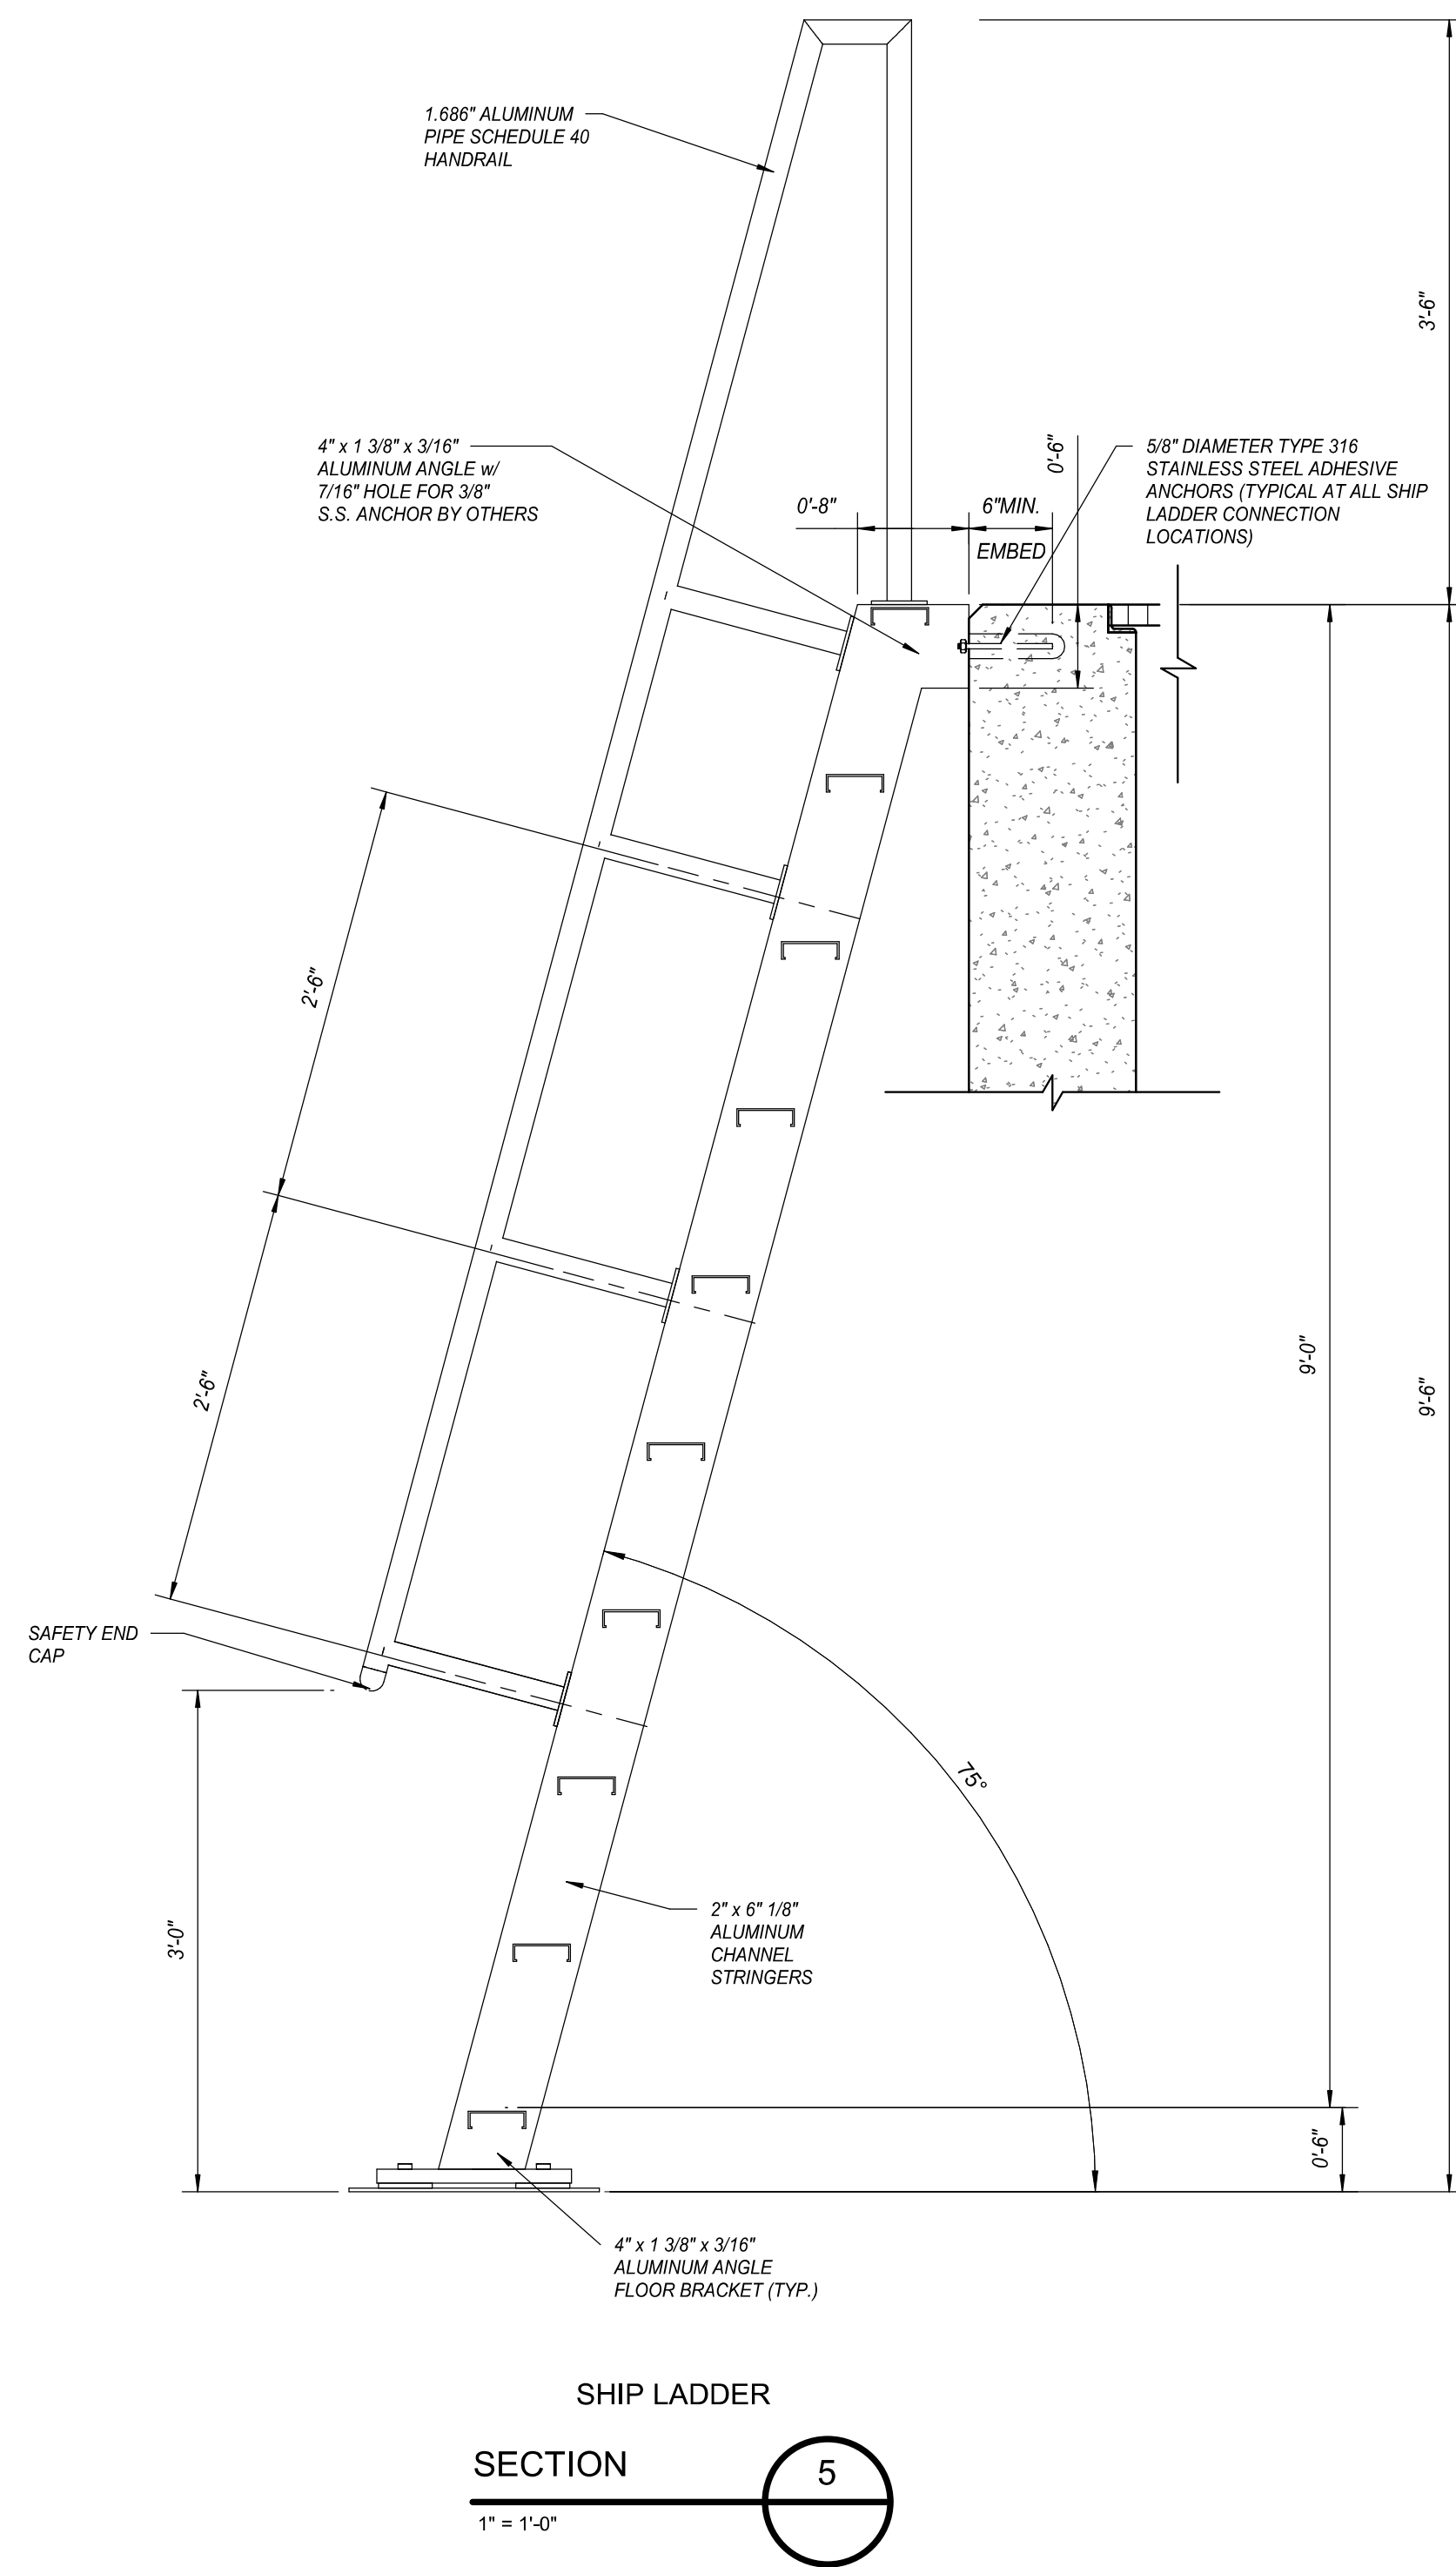 1.686" ALUMINUM
PIPE SCHEDULE 40
HANDRAIL
3'-6"
4" x 1 3/8" x 3/16"
ALUMINUM ANGLE w/
7/16" HOLE FOR 3/8"
S.S. ANCHOR BY OTHERS
0'-8"
6"MIN.
EMBED
0'-6"
5/8" DIAMETER TYPE 316
STAINLESS STEEL ADHESIVE
ANCHORS (TYPICAL AT ALL SHIP
LADDER CONNECTION
LOCATIONS)
2'-6"
2'-6"
9'-0"
9'-6"
SAFETY END
CAP
75°
3'-0"
2" x 6" 1/8"
ALUMINUM
CHANNEL
STRINGERS
0'-6"
4" x 1 3/8" x 3/16"
ALUMINUM ANGLE
FLOOR BRACKET (TYP.)
SHIP LADDER
SECTION
5
1" = 1'-0"